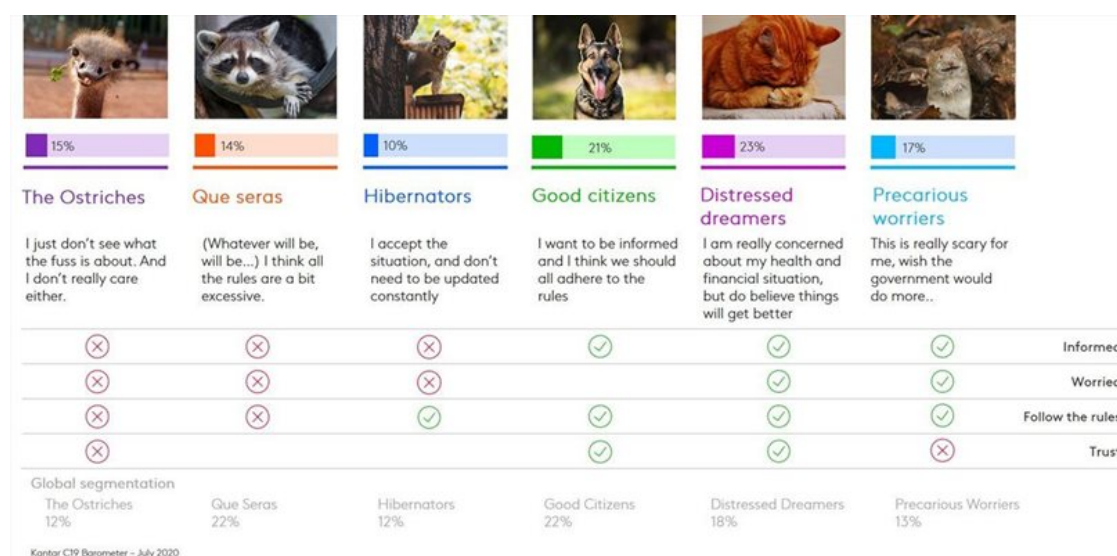 15%
14%
10%
21%
23%
17%
The Ostriches
Que seras
Hibernators
Good citizens
Distressed
dreamers
Precarious
worriers
I just don't see what
the fuss is about. And
I don't really care
either.
(Whatever will be,
will be...) I think all
the rules are a bit
excessive.
I accept the
situation, and don't
need to be updated
constantly
I want to be informed
and I think we should
all adhere to the
rules
I am really concerned
about my health and
financial situation,
but do believe things
will get better
This is really scary for
me, wish the
government would
do more..
Informed
Worried
Follow the rules
Trust
Global segmentation
The Ostriches
12%
Que Seras
22%
Hibernators
12%
Good Citizens
22%
Distressed Dreamers
18%
Precarious Worriers
13%
Kantar C19 Barometer – July 2020